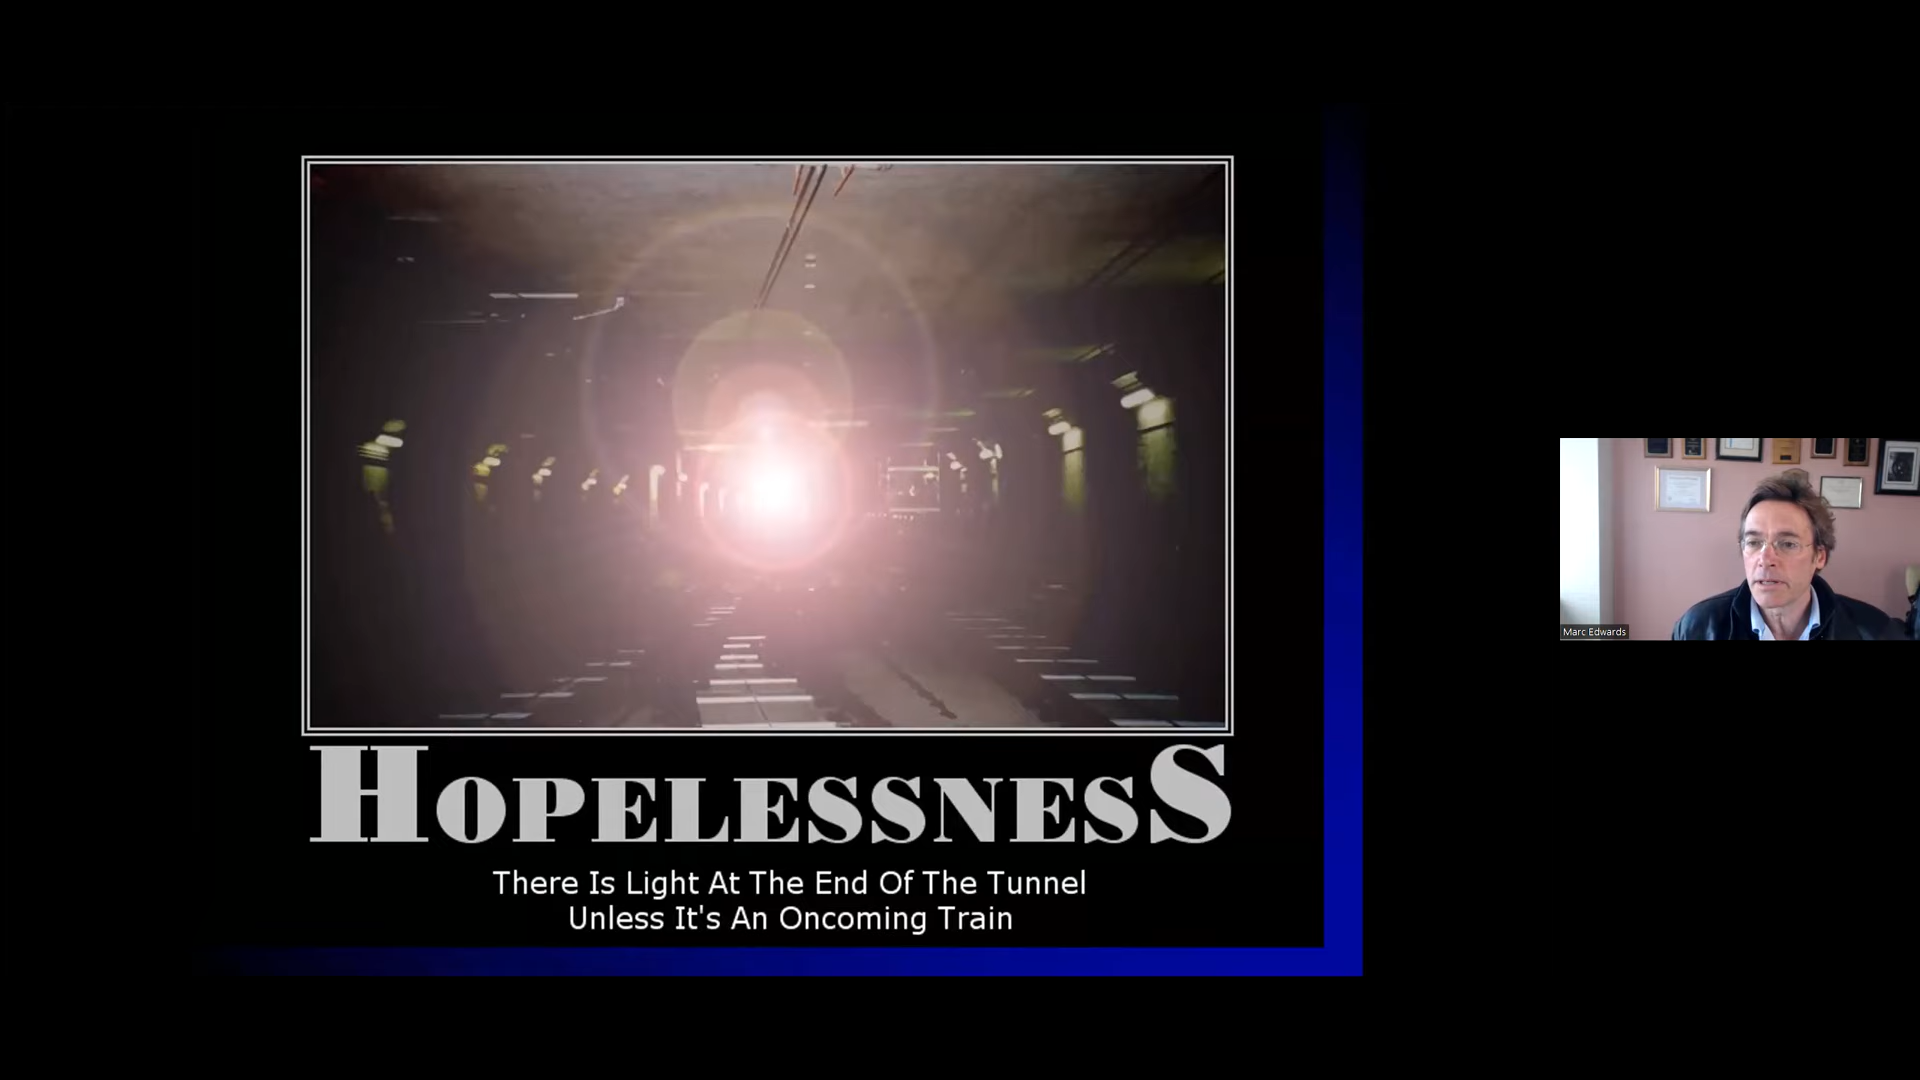 HOPELESSNESS
There Is Light At The End Of The Tunnel
Unless It's An Oncoming Train
Marc Edwards